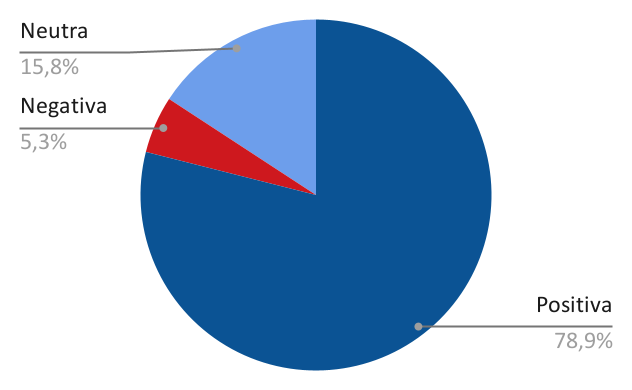 Neutra
15,8%
Negativa
5,3%
Positiva
78,9%